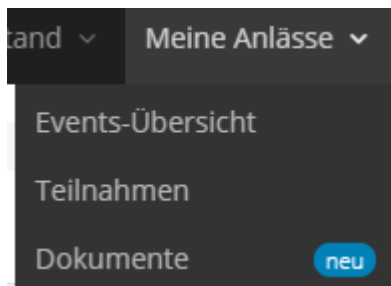 tand Meine Anlässe
Events-Übersicht
Teilnahmen
Dokumente neu